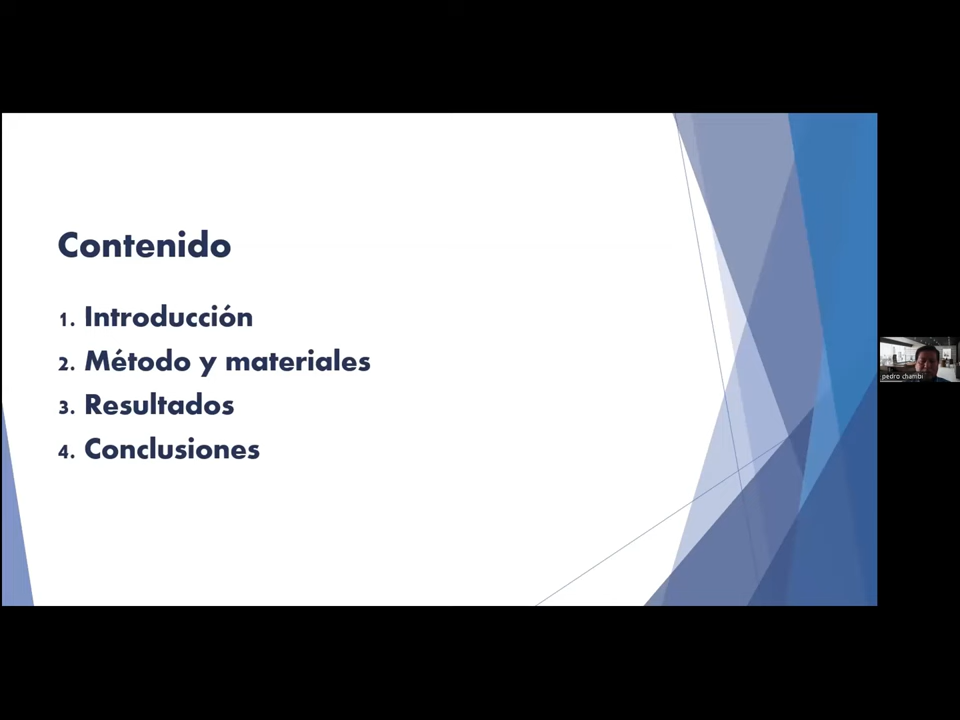 Contenido
1. Introducción
2. Método y materiales
3. Resultados
4. Conclusiones
pedro chambi